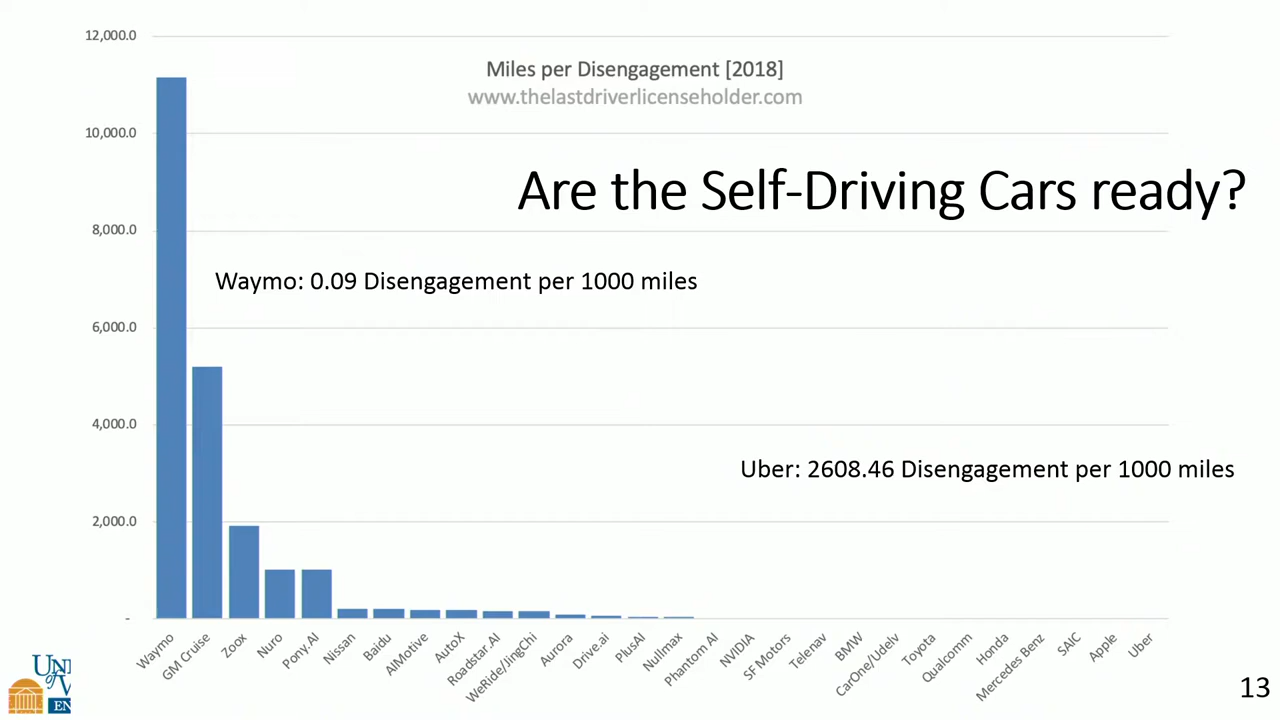 12,000.0
Miles per Disengagement [2018]
www.thelastdriverlicenseholder.com
10,000.0
Are the Self-Driving Cars ready?
8,000.0
Waymo: 0.09 Disengagement per 1000 miles
6,000.0
4,000.0
Uber: 2608.46 Disengagement per 1000 miles
2,000.0
-
Waymo
GM Cruise
Zoox
Nuro
Pony.AI
Nissan
Baidu
AIMotive
AutoX
Roadstar.AI
WeRide/JingChi
Aurora
Drive.ai
PlusAI
Nullmax
Phantom AI
NVIDIA
SF Motors
Telenav
BMW
CarOne/Udelv
Toyota
Qualcomm
Honda
Mercedes Benz
SAIC
Apple
Uber
UNI
of
EN
13